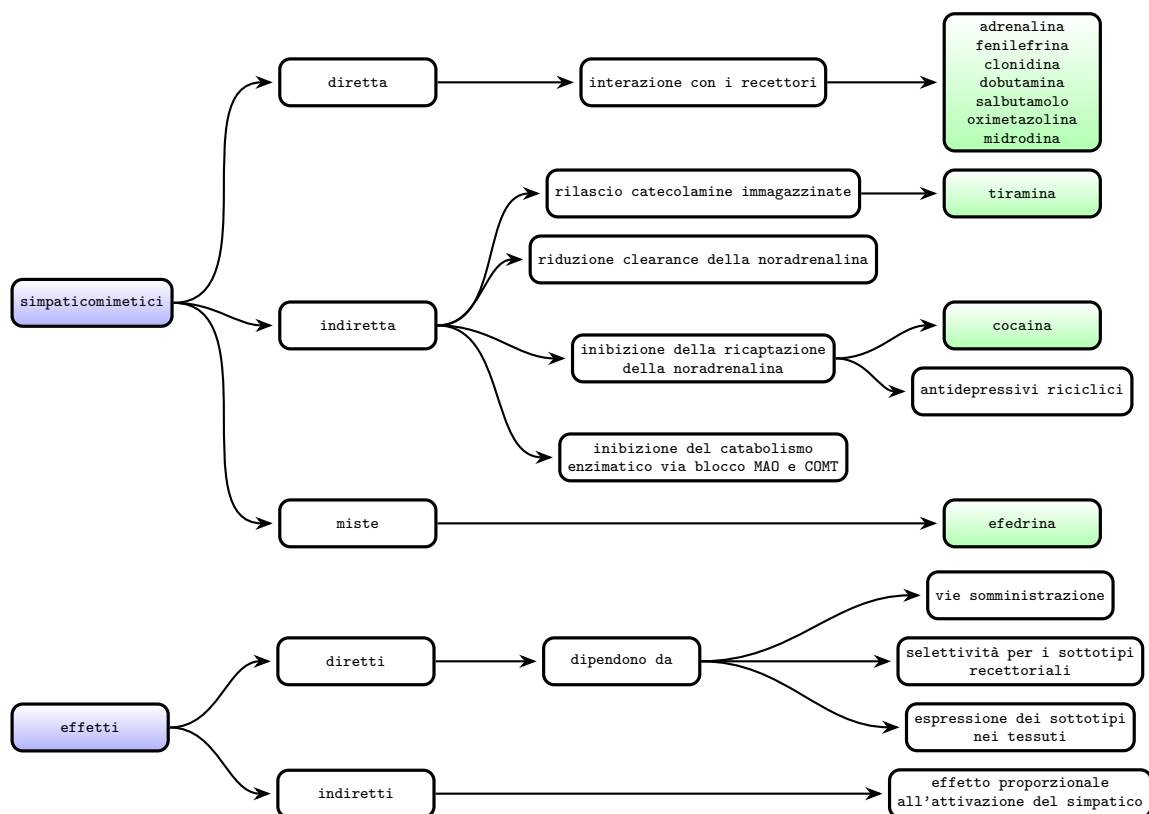 adrenalina
fenilefrina
clonidina
dobutamina
salbutamolo
oximetazolina
midrodina
diretta
interazione con i recettori
rilascio catecolamine immagazzinate
tiramina
riduzione clearance della noradrenalina
simpaticomimetici
indiretta
cocaina
inibizione della ricaptazione
della noradrenalina
antidepressivi riciclici
inibizione del catabolismo
enzimatico via blocco MAO e COMT
miste
efedrina
vie somministrazione
diretti
dipendono da
selettività per i sottotipi
recettoriali
effetti
espressione dei sottotipi
nei tessuti
indiretti
effetto proporzionale
all'attivazione del simpatico